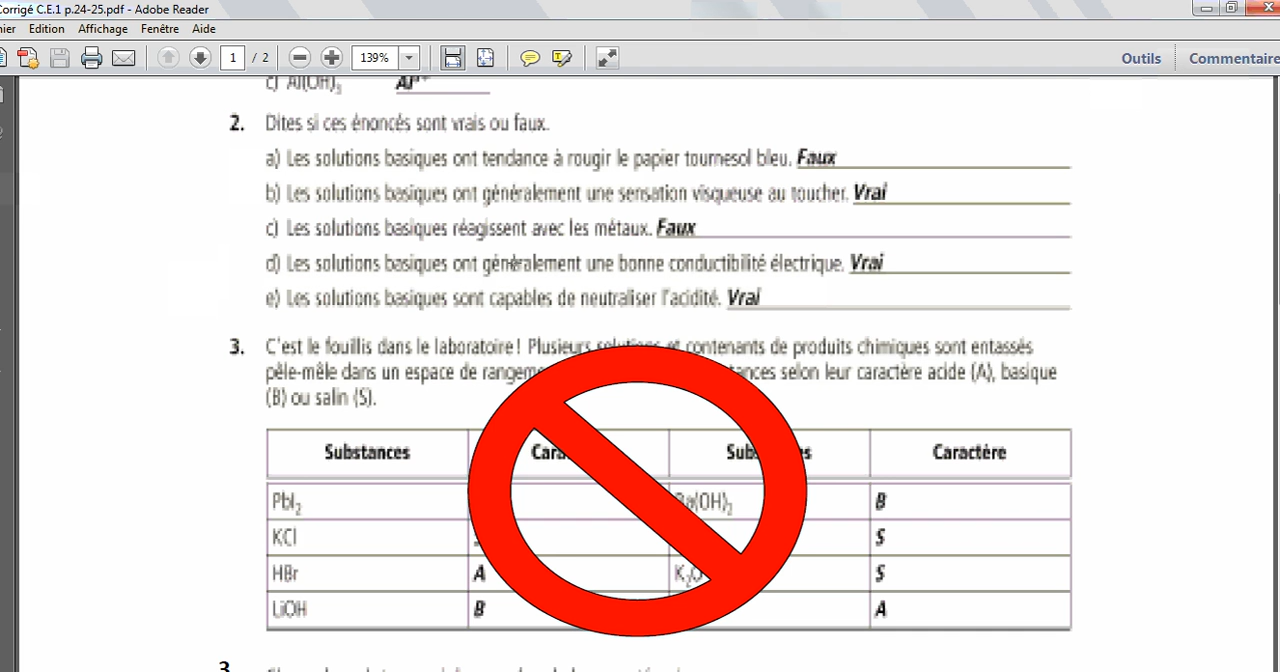 Corrigé C.E.1 p.24-25.pdf - Adobe Reader
Edition Affichage Fenêtre Aide
1 / 2 139% Outils Commentaire
c) Al(OH)₃ Al³⁺
2. Dites si ces énoncés sont vrais ou faux.
a) Les solutions basiques ont tendance à rougir le papier tournesol bleu. Faux
b) Les solutions basiques ont généralement une sensation visqueuse au toucher. Vrai
c) Les solutions basiques réagissent avec les métaux. Faux
d) Les solutions basiques ont généralement une bonne conductibilité électrique. Vrai
e) Les solutions basiques sont capables de neutraliser l'acidité. Vrai
3. C'est le fouillis dans le laboratoire! Plusieurs solutions et contenants de produits chimiques sont entassés
pêle-mêle dans un espace de selon leur caractère acide (A), basique
(B) ou salin (S).
Substances Caractère
PbI₂ Ba(OH)₂ B
KCl S
HBr A S
LiOH B A
3